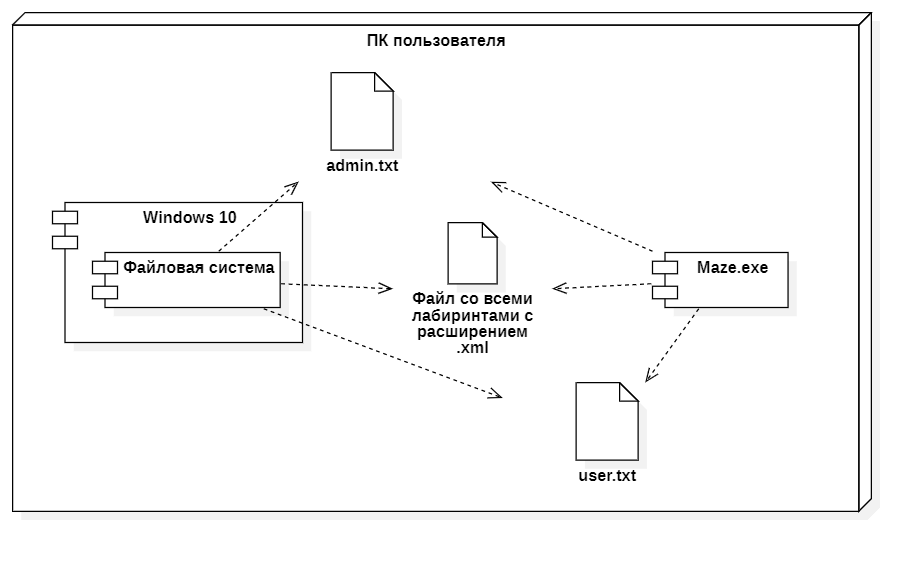 ПК пользователя
admin.txt
Windows 10
Файловая система
Файл со всеми
лабиринтами с
расширением
.xml
Maze.exe
user.txt